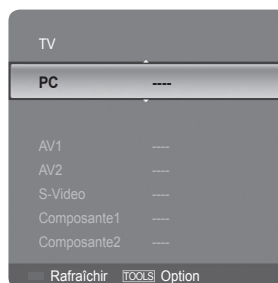 TV
PC ----
AV1 ----
AV2 ----
S-Video ----
Composante1 ----
Composante2 ----
Rafraîchir TOOLS Option